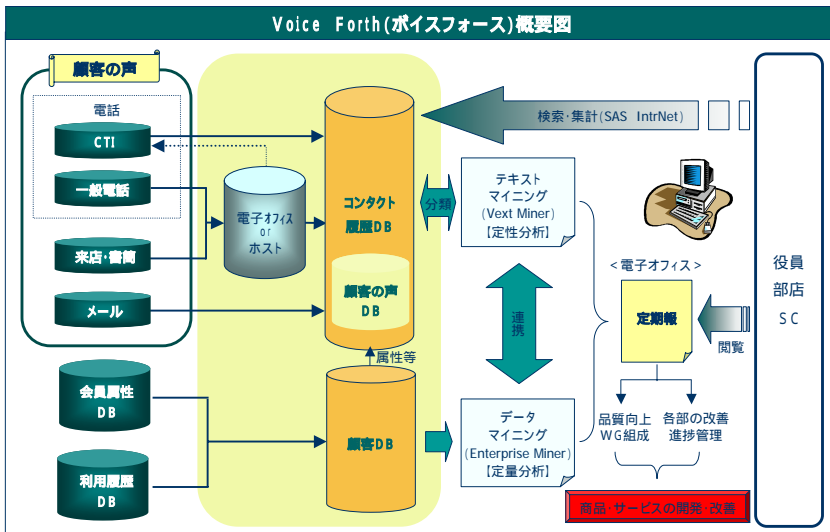 Voice Forth(ボイスフォース)概要図
顧客の声
電話
CTI
一般電話
来店・書簡
メール
会員属性
DB
利用履歴
DB
電子オフィス
or
ホスト
コンタクト
履歴DB
顧客の声
DB
属性等
顧客DB
検索・集計(SAS IntrNet)
分類
テキスト
マイニング
(Vext Miner)
【定性分析】
連携
データ
マイニング
(Enterprise Miner)
【定量分析】
<電子オフィス>
定期報
閲覧
品質向上
WG組成
各部の改善
進捗管理
商品・サービスの開発・改善
役員
部店
SC